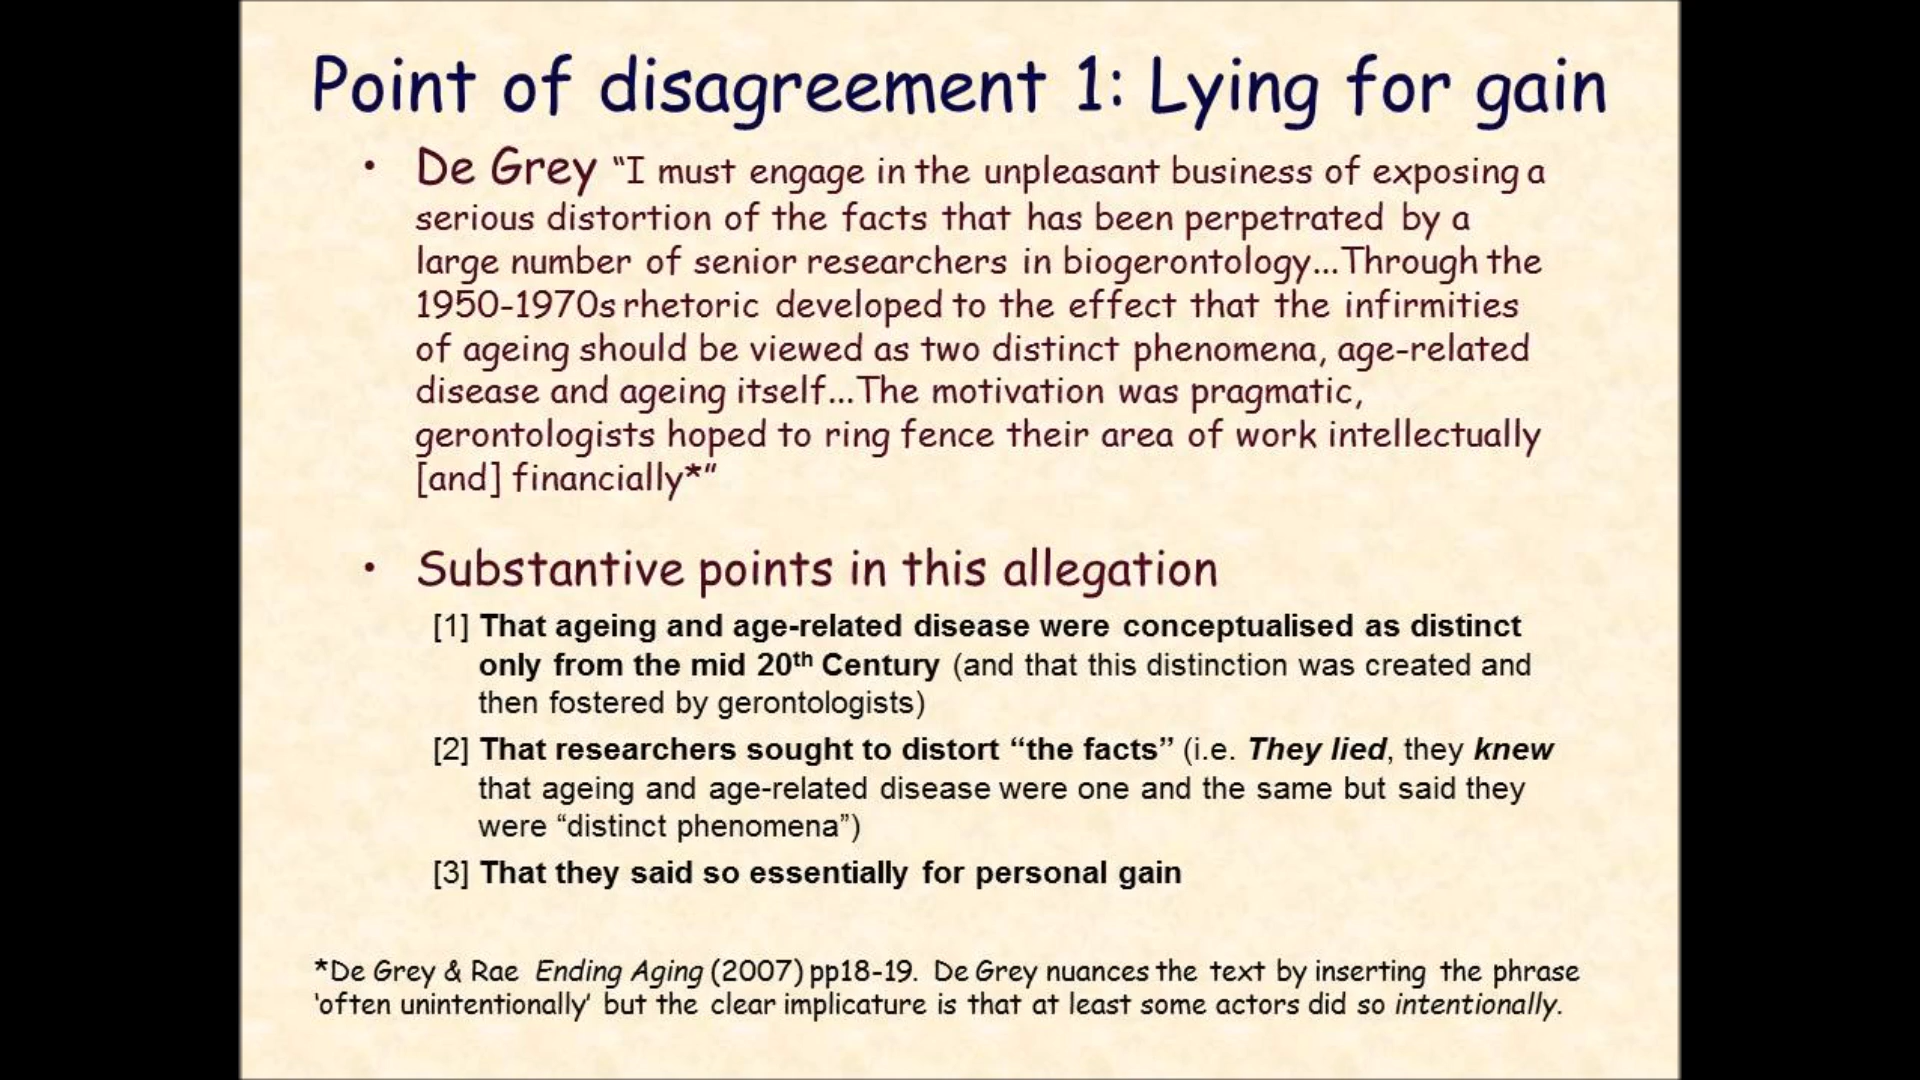 Point of disagreement 1: Lying for gain
• De Grey “I must engage in the unpleasant business of exposing a
serious distortion of the facts that has been perpetrated by a
large number of senior researchers in biogerontology...Through the
1950-1970s rhetoric developed to the effect that the infirmities
of ageing should be viewed as two distinct phenomena, age-related
disease and ageing itself...The motivation was pragmatic,
gerontologists hoped to ring fence their area of work intellectually
[and] financially*”
• Substantive points in this allegation
[1] That ageing and age-related disease were conceptualised as distinct
only from the mid 20th Century (and that this distinction was created and
then fostered by gerontologists)
[2] That researchers sought to distort “the facts” (i.e. They lied, they knew
that ageing and age-related disease were one and the same but said they
were “distinct phenomena”)
[3] That they said so essentially for personal gain
*De Grey & Rae Ending Aging (2007) pp18-19. De Grey nuances the text by inserting the phrase
‘often unintentionally’ but the clear implicature is that at least some actors did so intentionally.